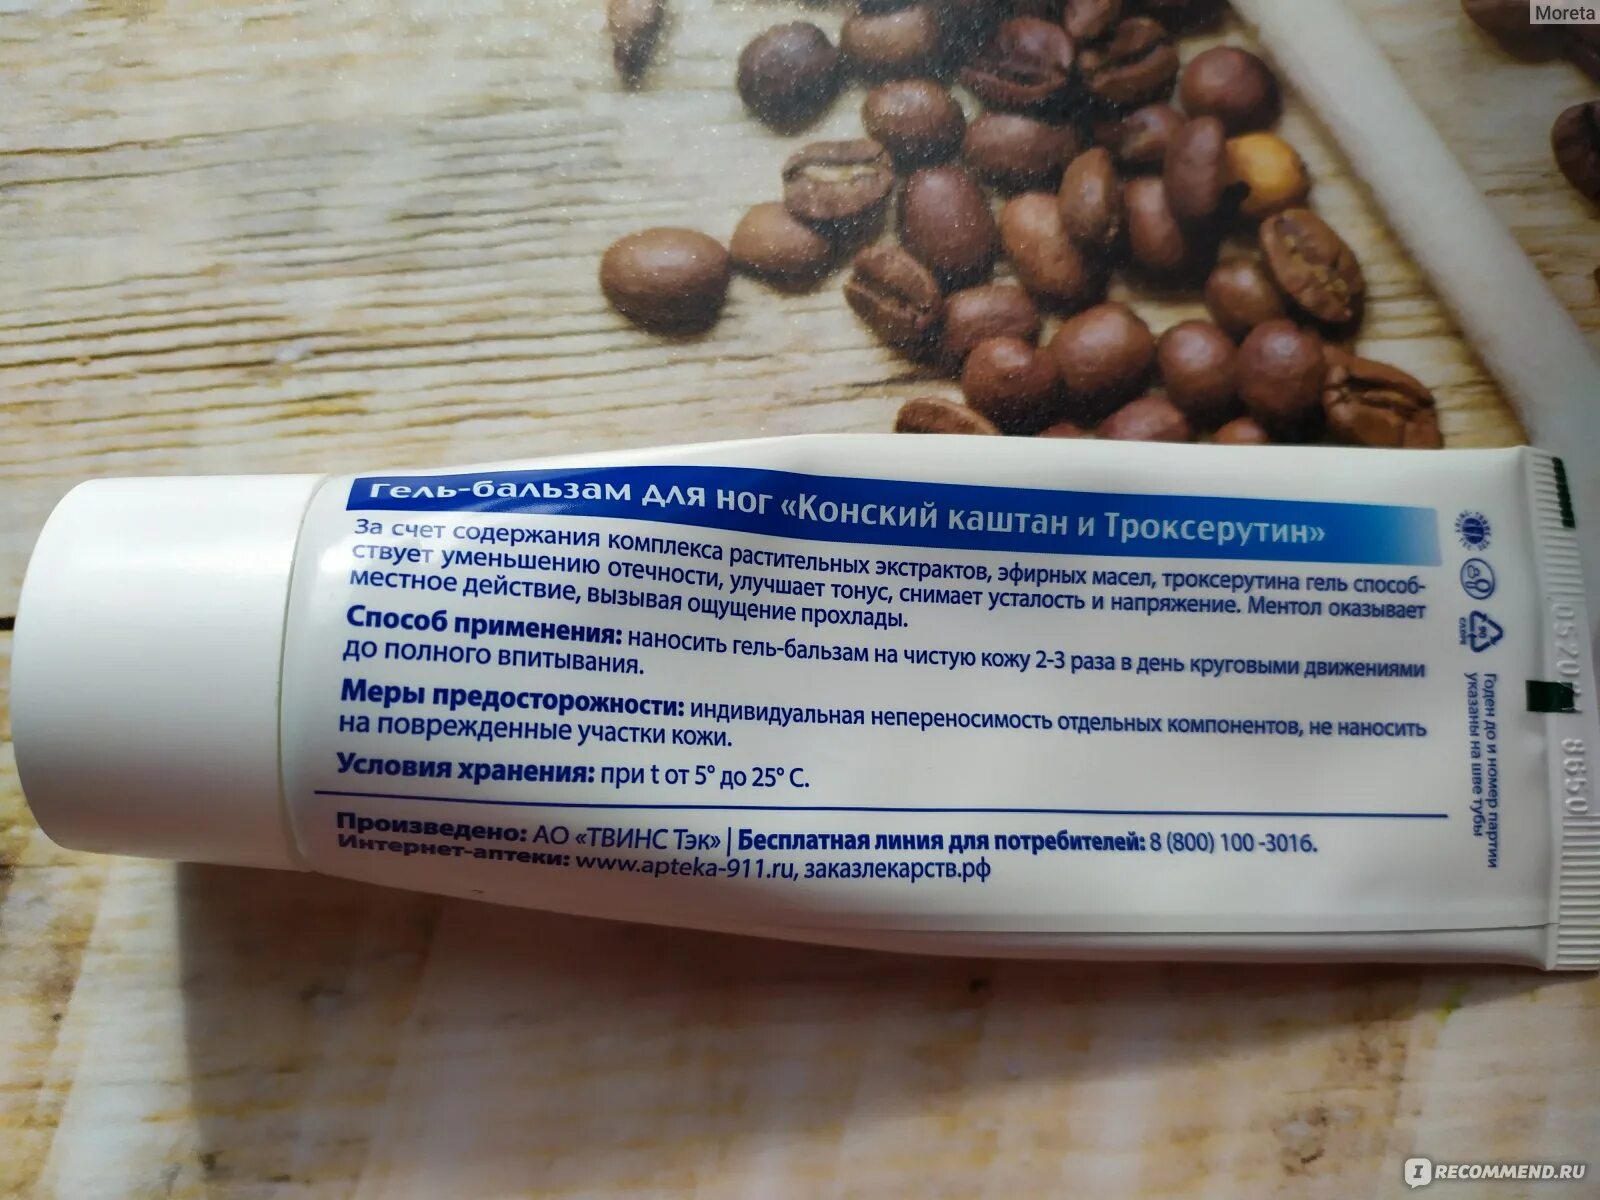 Moreta
Гель-бальзам для ног «Конский каштан и Троксерутин»
За счет содержания комплекса растительных экстрактов, эфирных масел, троксерутина гель способ-
ствует уменьшению отечности, улучшает тонус, снимает усталость и напряжение. Ментол оказывает
местное действие, вызывая ощущение прохлады.
Способ применения: наносить гель-бальзам на чистую кожу 2-3 раза в день круговыми движениями
до полного впитывания.
Меры предосторожности: индивидуальная непереносимость отдельных компонентов, не наносить
на поврежденные участки кожи.
Условия хранения: при t от 5° до 25° С.
Произведено: АО «ТВИНС Тэк» | Бесплатная линия для потребителей: 8 (800) 100 -3016.
Интернет-аптеки: www.apteka-911.ru, заказлекарств.рф
Годен до и номер партии
указаны на шве тубы
RECOMMEND.RU